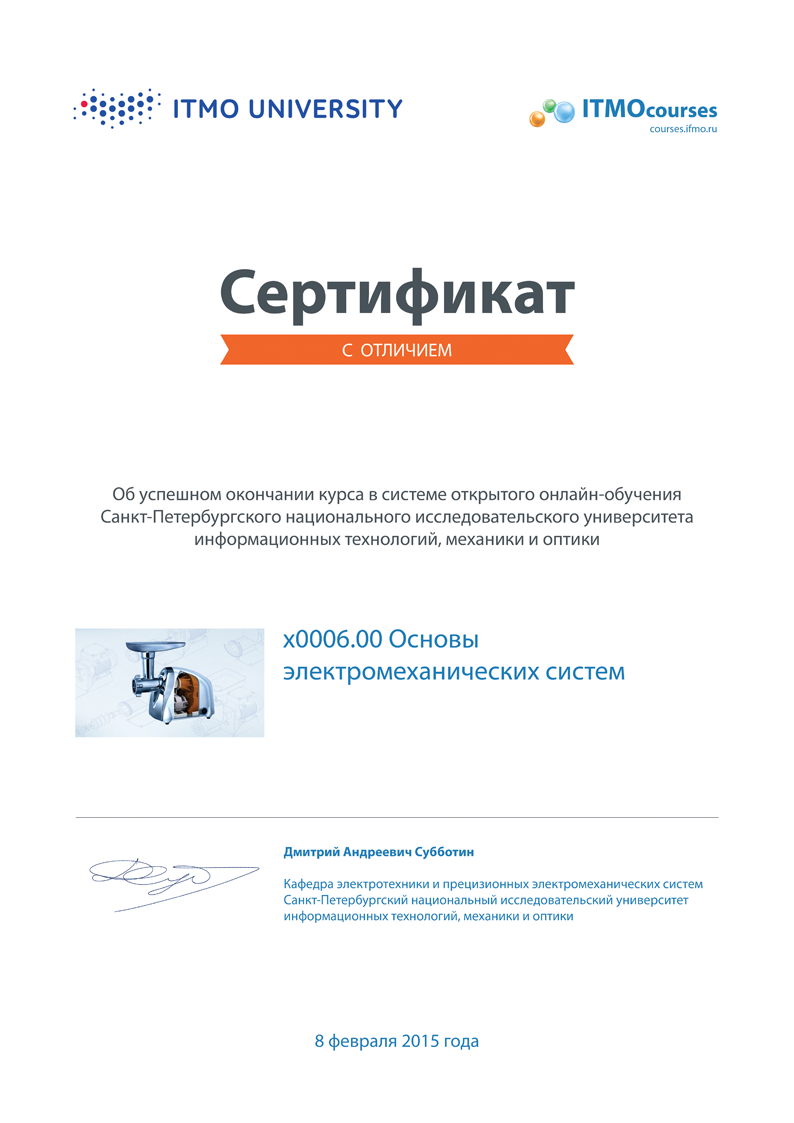 ITMO UNIVERSITY
ITMOcourses
courses.ifmo.ru
Сертификат
С ОТЛИЧИЕМ
Об успешном окончании курса в системе открытого онлайн-обучения
Санкт-Петербургского национального исследовательского университета
информационных технологий, механики и оптики
x0006.00 Основы
электромеханических систем
Дмитрий Андреевич Субботин
Кафедра электротехники и прецизионных электромеханических систем
Санкт-Петербургский национальный исследовательский университет
информационных технологий, механики и оптики
8 февраля 2015 года